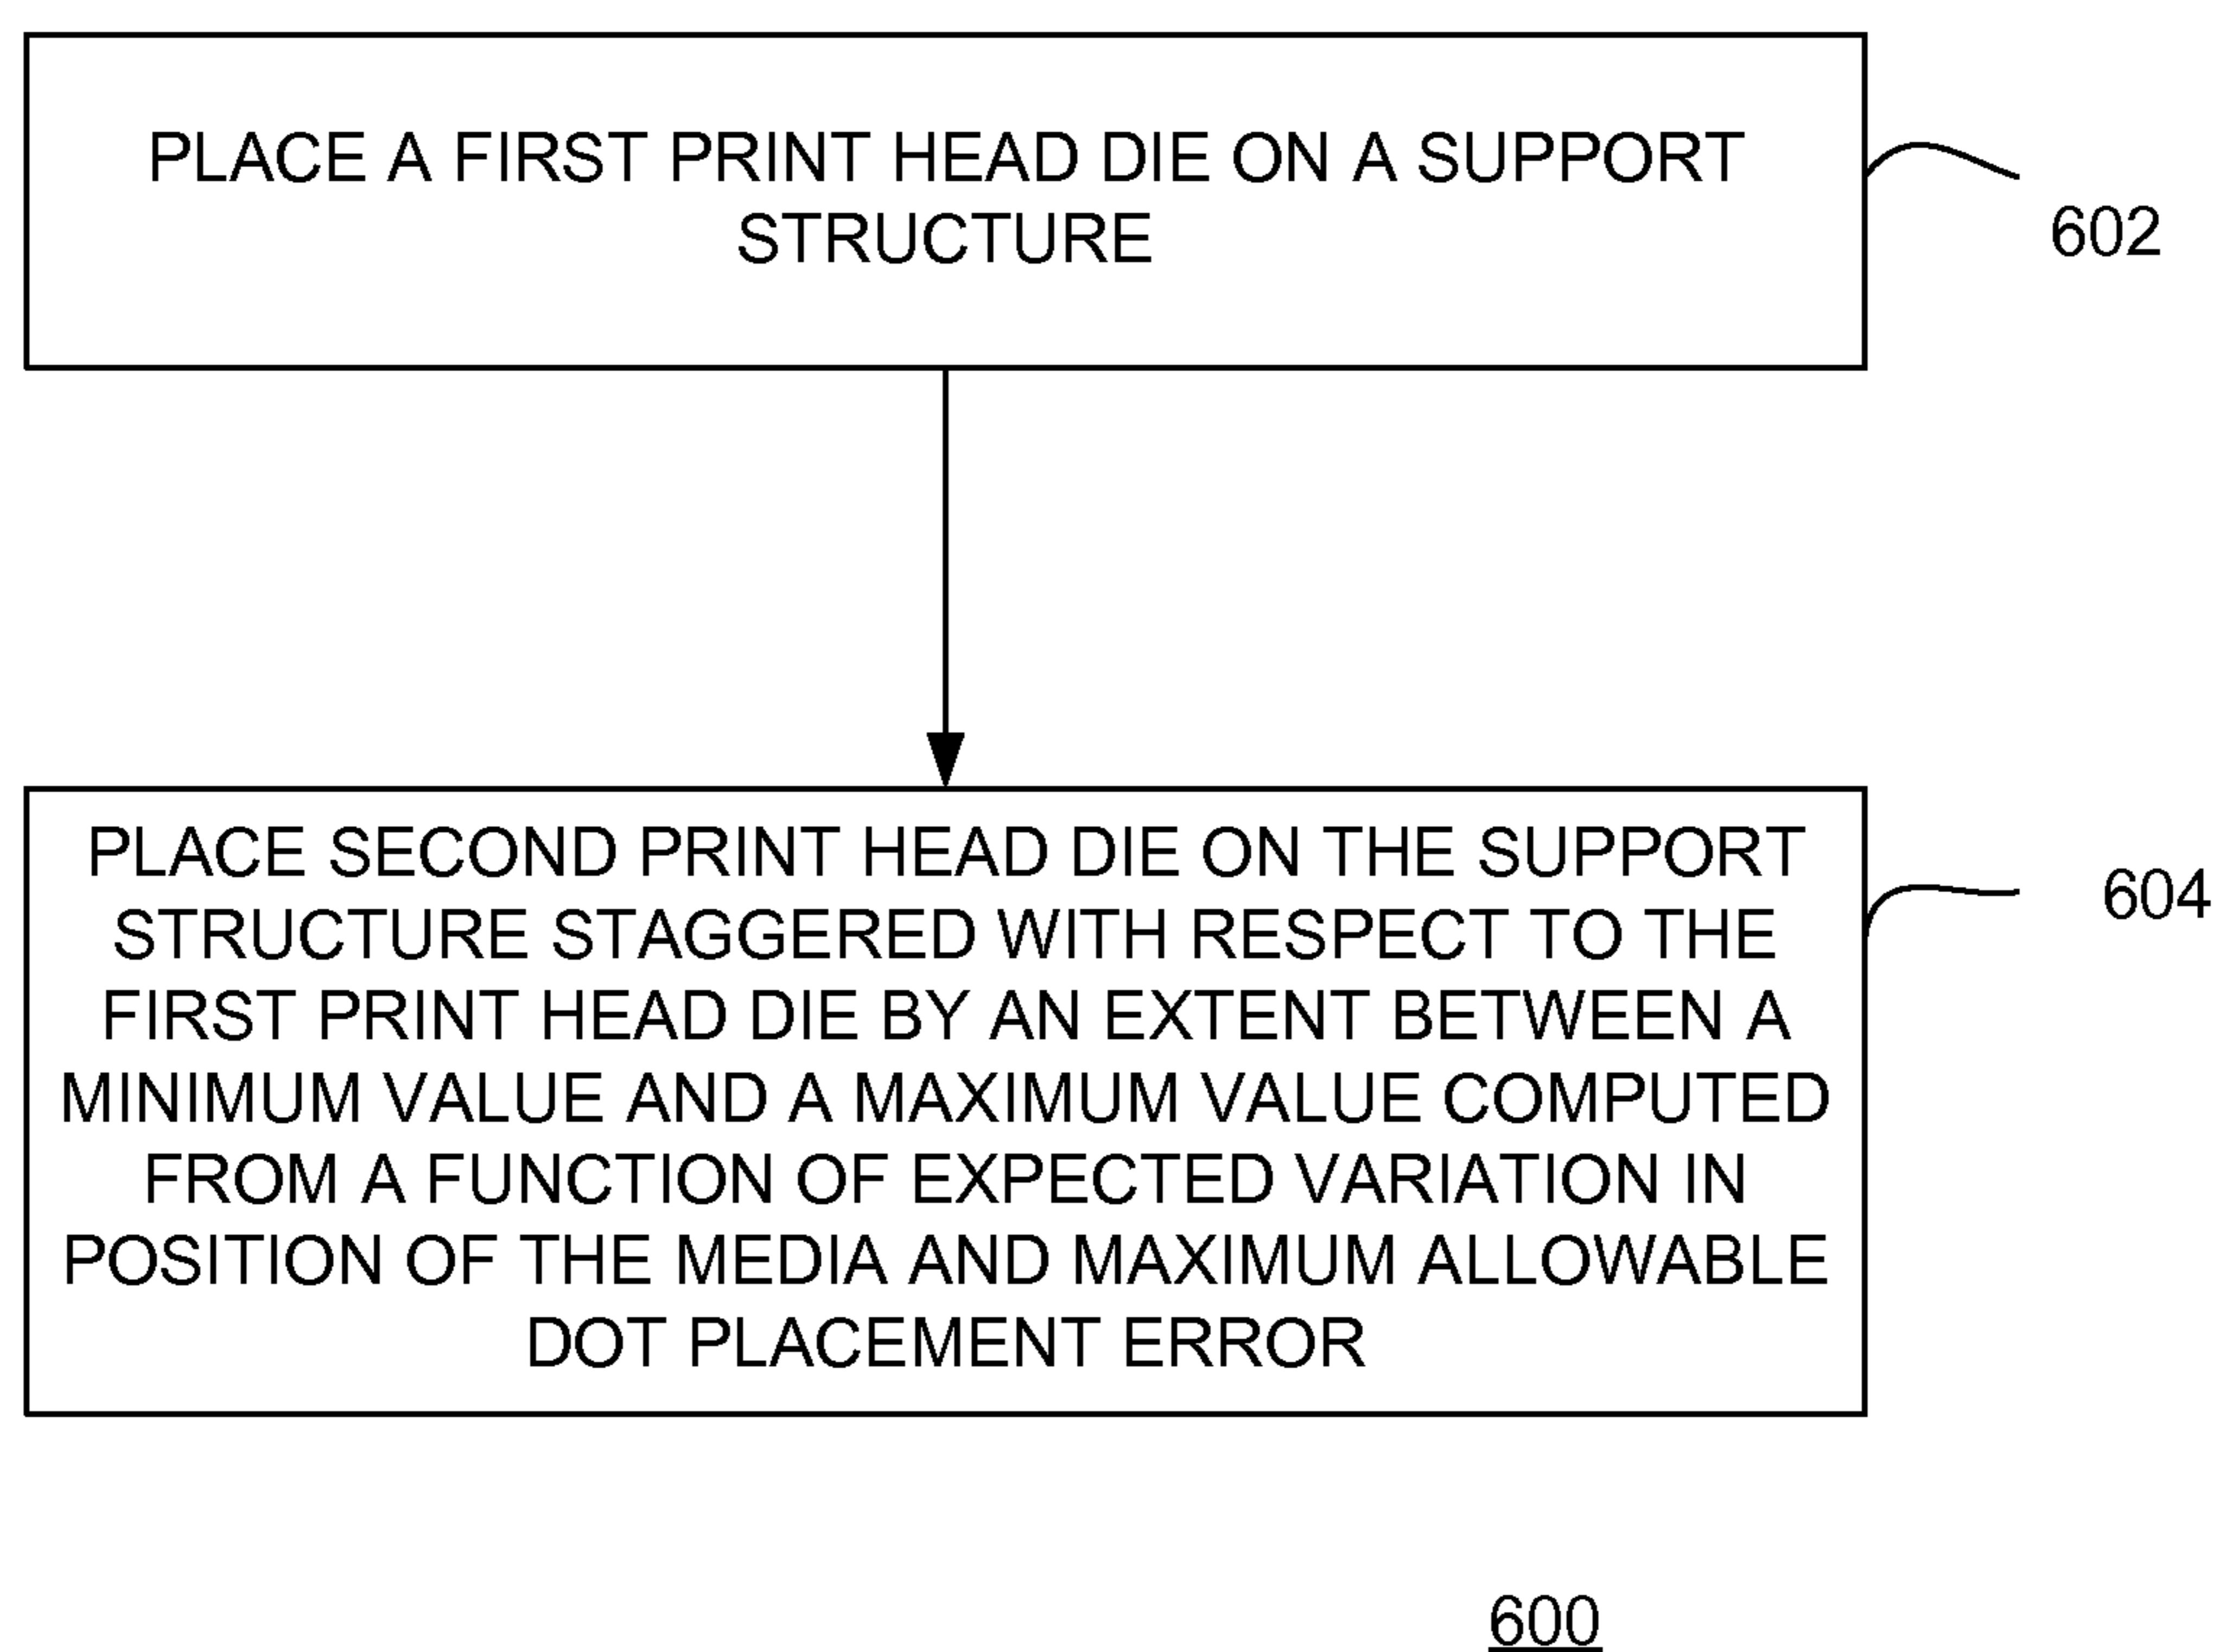 PLACE A FIRST PRINT HEAD DIE ON A SUPPORT
STRUCTURE
602
PLACE SECOND PRINT HEAD DIE ON THE SUPPORT
STRUCTURE STAGGERED WITH RESPECT TO THE
FIRST PRINT HEAD DIE BY AN EXTENT BETWEEN A
MINIMUM VALUE AND A MAXIMUM VALUE COMPUTED
FROM A FUNCTION OF EXPECTED VARIATION IN
POSITION OF THE MEDIA AND MAXIMUM ALLOWABLE
DOT PLACEMENT ERROR
604
600